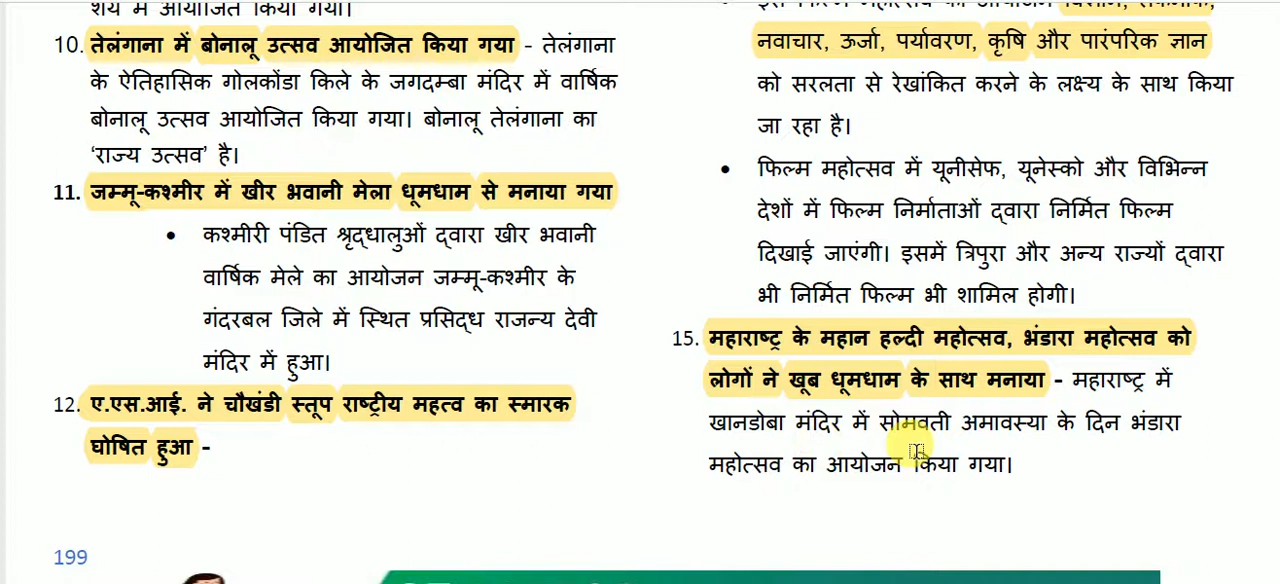 10. तेलंगाना में बोनालू उत्सव आयोजित किया गया - तेलंगाना
के ऐतिहासिक गोलकोंडा किले के जगदम्बा मंदिर में वार्षिक
बोनालू उत्सव आयोजित किया गया। बोनालू तेलंगाना का
‘राज्य उत्सव’ है।
11. जम्मू-कश्मीर में खीर भवानी मेला धूमधाम से मनाया गया
• कश्मीरी पंडित श्रृद्धालुओं द्वारा खीर भवानी
वार्षिक मेले का आयोजन जम्मू-कश्मीर के
गंदरबल जिले में स्थित प्रसिद्ध राजन्य देवी
मंदिर में हुआ।
12. ए.एस.आई. ने चौखंडी स्तूप राष्ट्रीय महत्व का स्मारक
घोषित हुआ -
199
नवाचार, ऊर्जा, पर्यावरण, कृषि और पारंपरिक ज्ञान
को सरलता से रेखांकित करने के लक्ष्य के साथ किया
जा रहा है।
• फिल्म महोत्सव में यूनीसेफ, यूनेस्को और विभिन्न
देशों में फिल्म निर्माताओं द्वारा निर्मित फिल्म
दिखाई जाएंगी। इसमें त्रिपुरा और अन्य राज्यों द्वारा
भी निर्मित फिल्म भी शामिल होगी।
15. महाराष्ट्र के महान हल्दी महोत्सव, भंडारा महोत्सव को
लोगों ने खूब धूमधाम के साथ मनाया - महाराष्ट्र में
खानडोबा मंदिर में सोमवती अमावस्या के दिन भंडारा
महोत्सव का आयोजन किया गया।